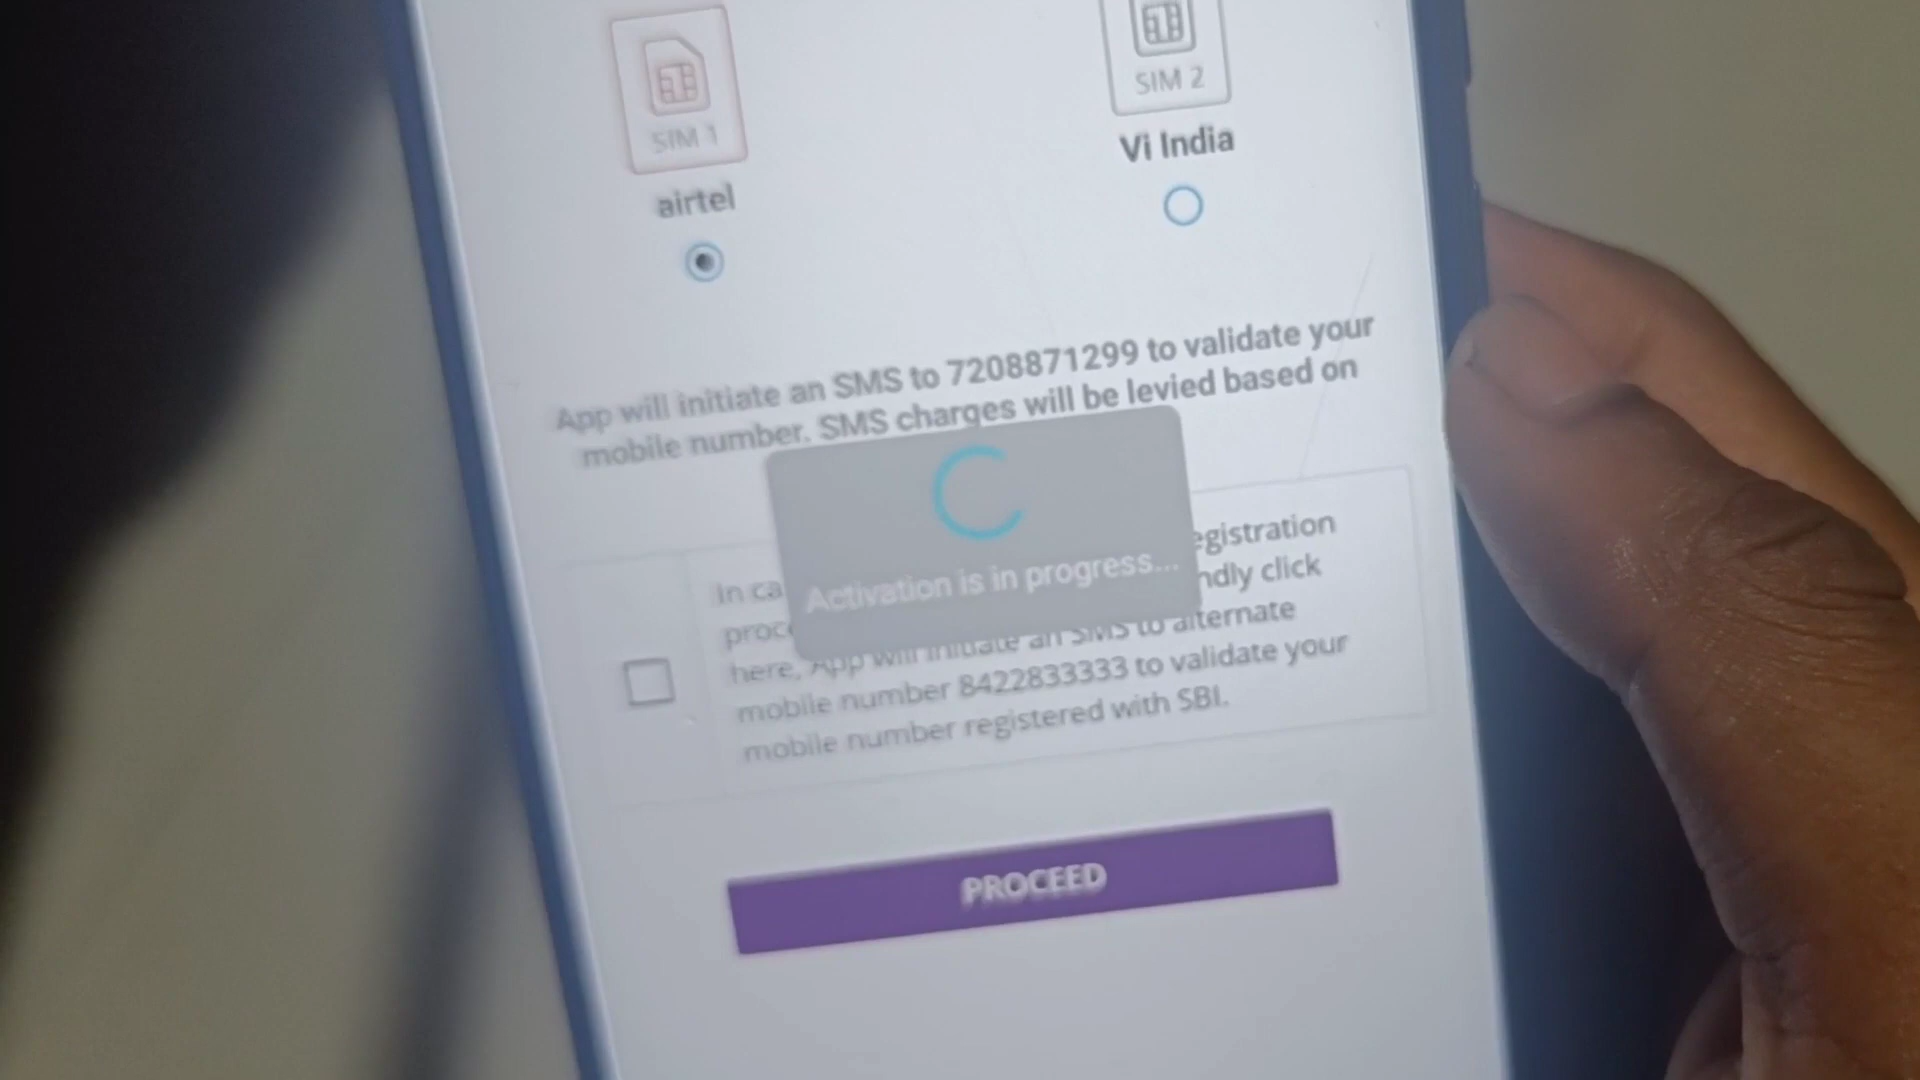 SIM 1
airtel
SIM 2
Vi India
App will initiate an SMS to 7208871299 to validate your
mobile number. SMS charges will be levied based on
Activation is in progress...
In ca egistration
proc ndly click
here, App will initiate an SMS to alternate
mobile number 8422833333 to validate your
mobile number registered with SBI.
PROCEED